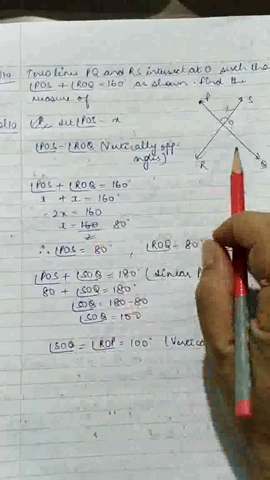 Two lines PQ and RS intersect at O such tha
∠POS + ∠ROQ = 160° as shown. Find the
measure of
P
S
O
R
Q
let ∠POS = x
∠POS = ∠ROQ (Vertically opp
angles)
∠POS + ∠ROQ = 160°
x + x = 160°
2x = 160
x = 160 80°
2
∴ ∠POS = 80° , ∠ROQ = 80°
∠POS + ∠SOQ = 180° (Linear P
80 + ∠SOQ = 180°
∠SOQ = 180-80
∠SOQ = 100
∠SOQ = ∠ROP = 100° (Vertica